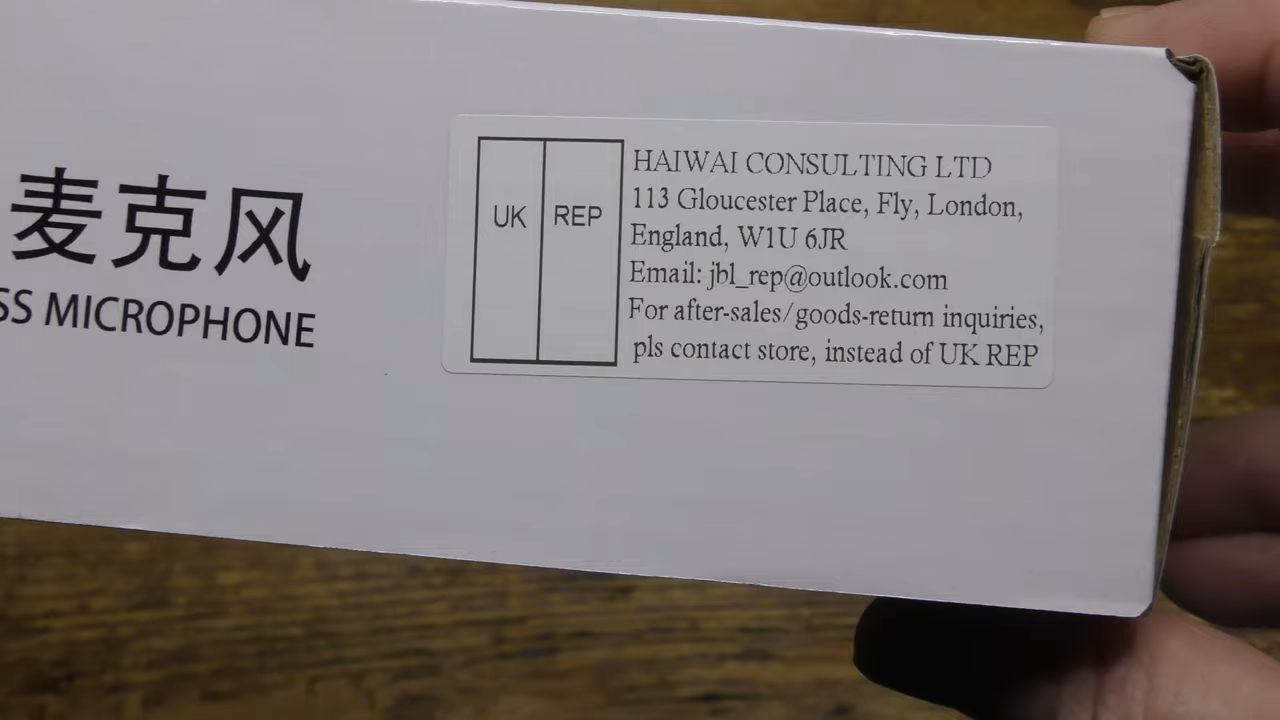 麦克风
SS MICROPHONE
UK REP
HAIWAI CONSULTING LTD
113 Gloucester Place, Fly, London,
England, W1U 6JR
Email: jbl_rep@outlook.com
For after-sales/goods-return inquiries,
pls contact store, instead of UK REP